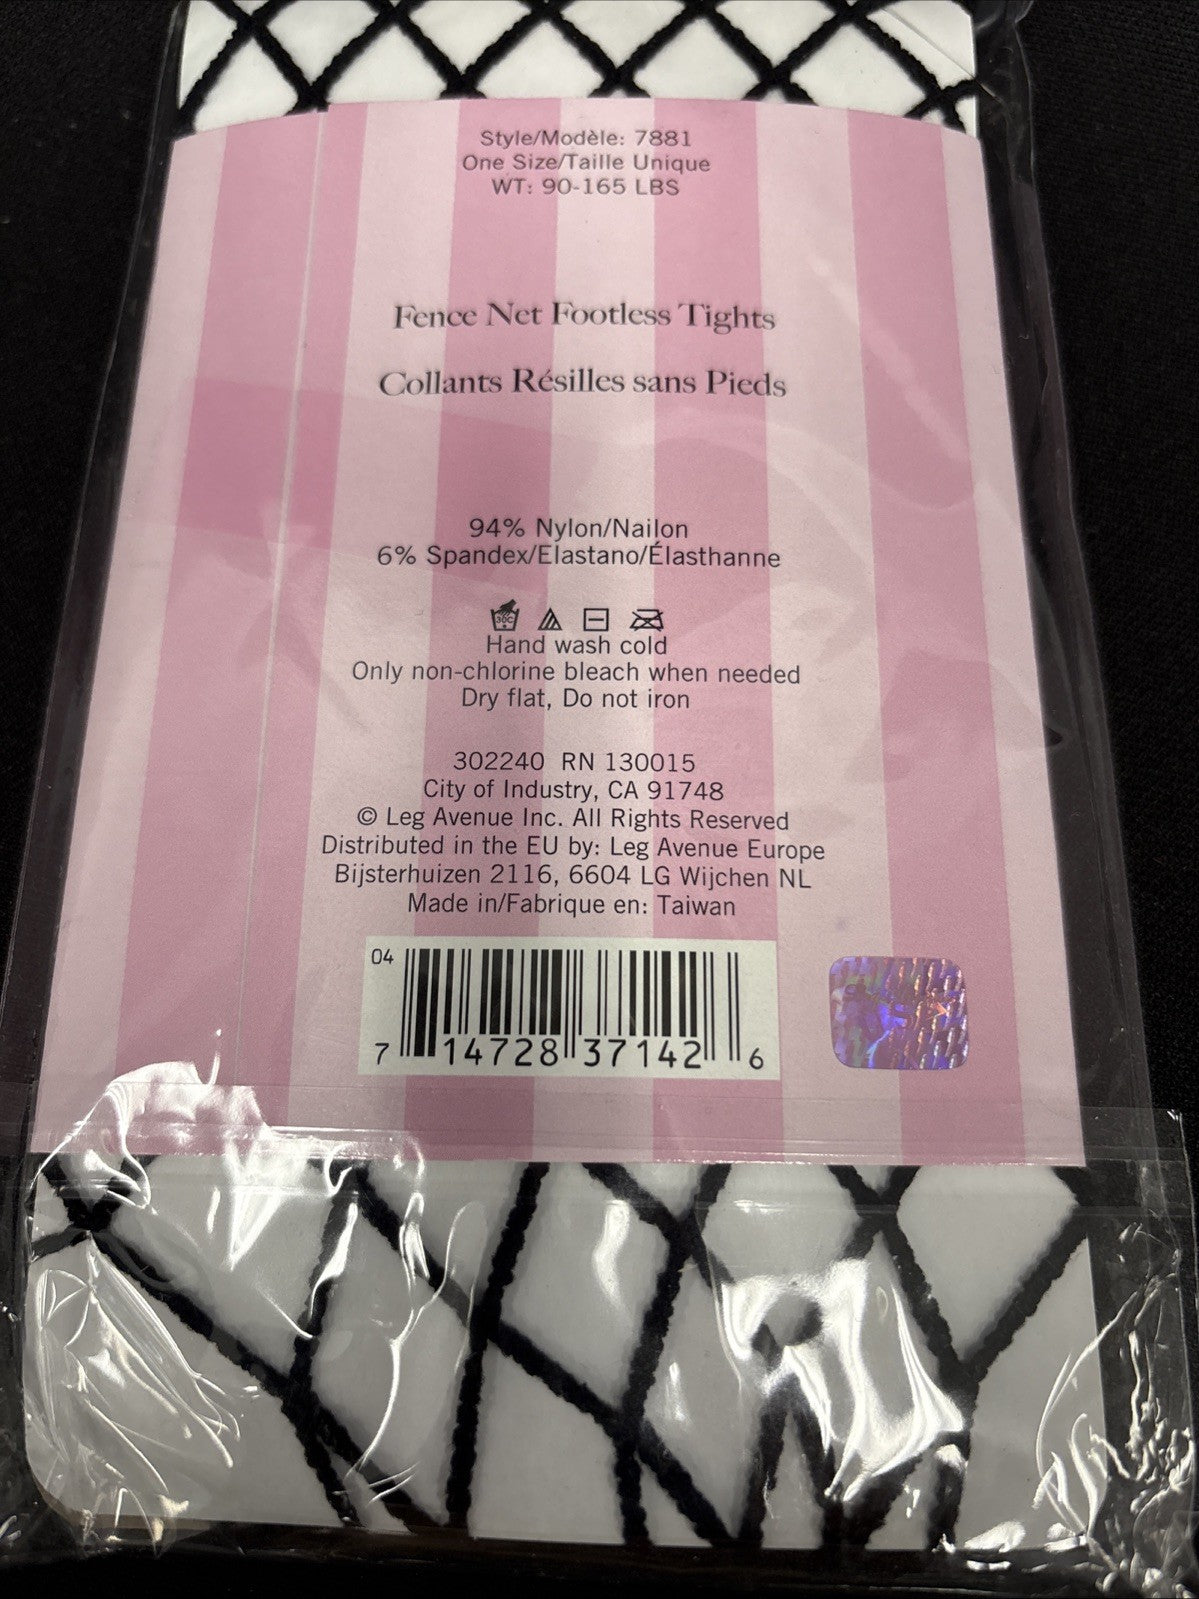 Style/Modèle: 7881
One Size/Taille Unique
WT: 90-165 LBS
Fence Net Footless Tights
Collants Résilles sans Pieds
94% Nylon/Nailon
6% Spandex/Elastano/Élasthanne
30C
Hand wash cold
Only non-chlorine bleach when needed
Dry flat, Do not iron
302240 RN 130015
City of Industry, CA 91748
© Leg Avenue Inc. All Rights Reserved
Distributed in the EU by: Leg Avenue Europe
Bijsterhuizen 2116, 6604 LG Wijchen NL
Made in/Fabrique en: Taiwan
04
7 14728 37142 6